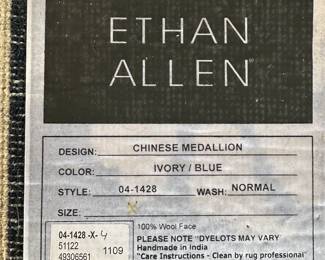 ETHAN
ALLEN
DESIGN: CHINESE MEDALLION
COLOR: IVORY / BLUE
STYLE: 04-1428 WASH: NORMAL
SIZE: X
04-1428 -X- 4
51122
49306561 1109
100% Wool Face
PLEASE NOTE "DYELOTS MAY VARY
Handmade in India
"Care Instructions - Clean by rug professional"